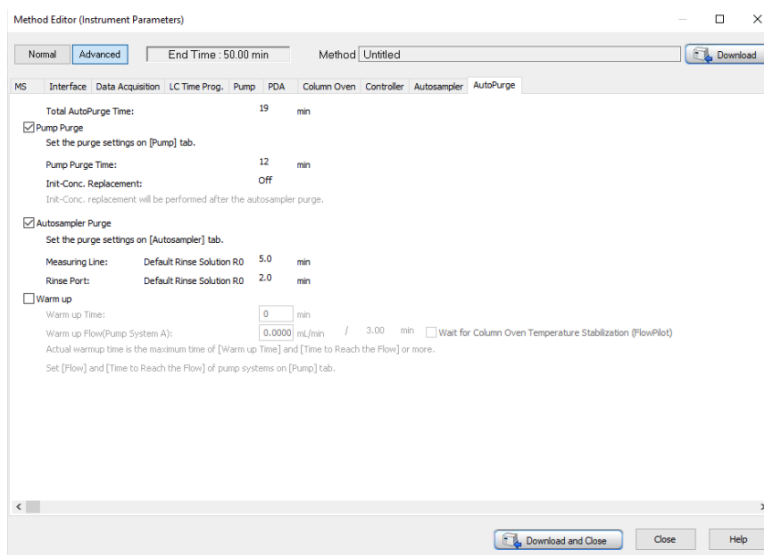 Method Editor (Instrument Parameters)
Normal Advanced End Time : 50.00 min Method Untitled Download
MS Interface Data Acquisition LC Time Prog. Pump PDA Column Oven Controller Autosampler AutoPurge
Total AutoPurge Time: 19 min
Pump Purge
Set the purge settings on [Pump] tab.
Pump Purge Time: 12 min
Init-Conc. Replacement: Off
Init-Conc. replacement will be performed after the autosampler purge.
Autosampler Purge
Set the purge settings on [Autosampler] tab.
Measuring Line: Default Rinse Solution R0 5.0 min
Rinse Port: Default Rinse Solution R0 2.0 min
Warm up
Warm up Time: 0 min
Warm up Flow(Pump System A): 0.0000 mL/min / 3.00 min Wait for Column Oven Temperature Stabilization (FlowPilot)
Actual warmup time is the maximum time of [Warm up Time] and [Time to Reach the Flow] or more.
Set [Flow] and [Time to Reach the Flow] of pump systems on [Pump] tab.
Download and Close Close Help